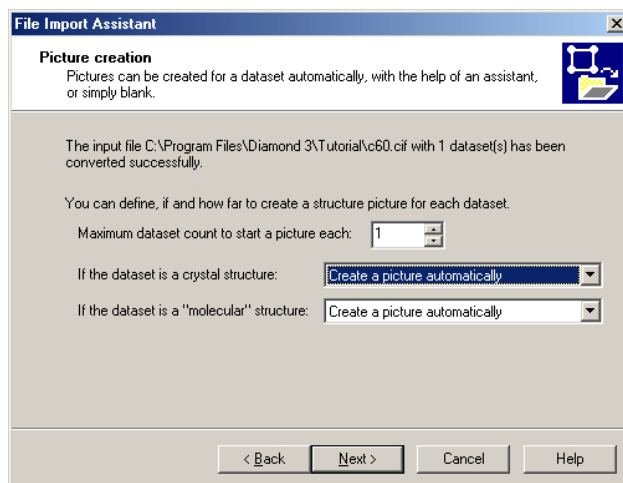 File Import Assistant
Picture creation
Pictures can be created for a dataset automatically, with the help of an assistant,
or simply blank.
The input file C:\Program Files\Diamond 3\Tutorial\c60.cif with 1 dataset(s) has been
converted successfully.
You can define, if and how far to create a structure picture for each dataset.
Maximum dataset count to start a picture each: 1
If the dataset is a crystal structure: Create a picture automatically
If the dataset is a "molecular" structure: Create a picture automatically
< Back Next > Cancel Help